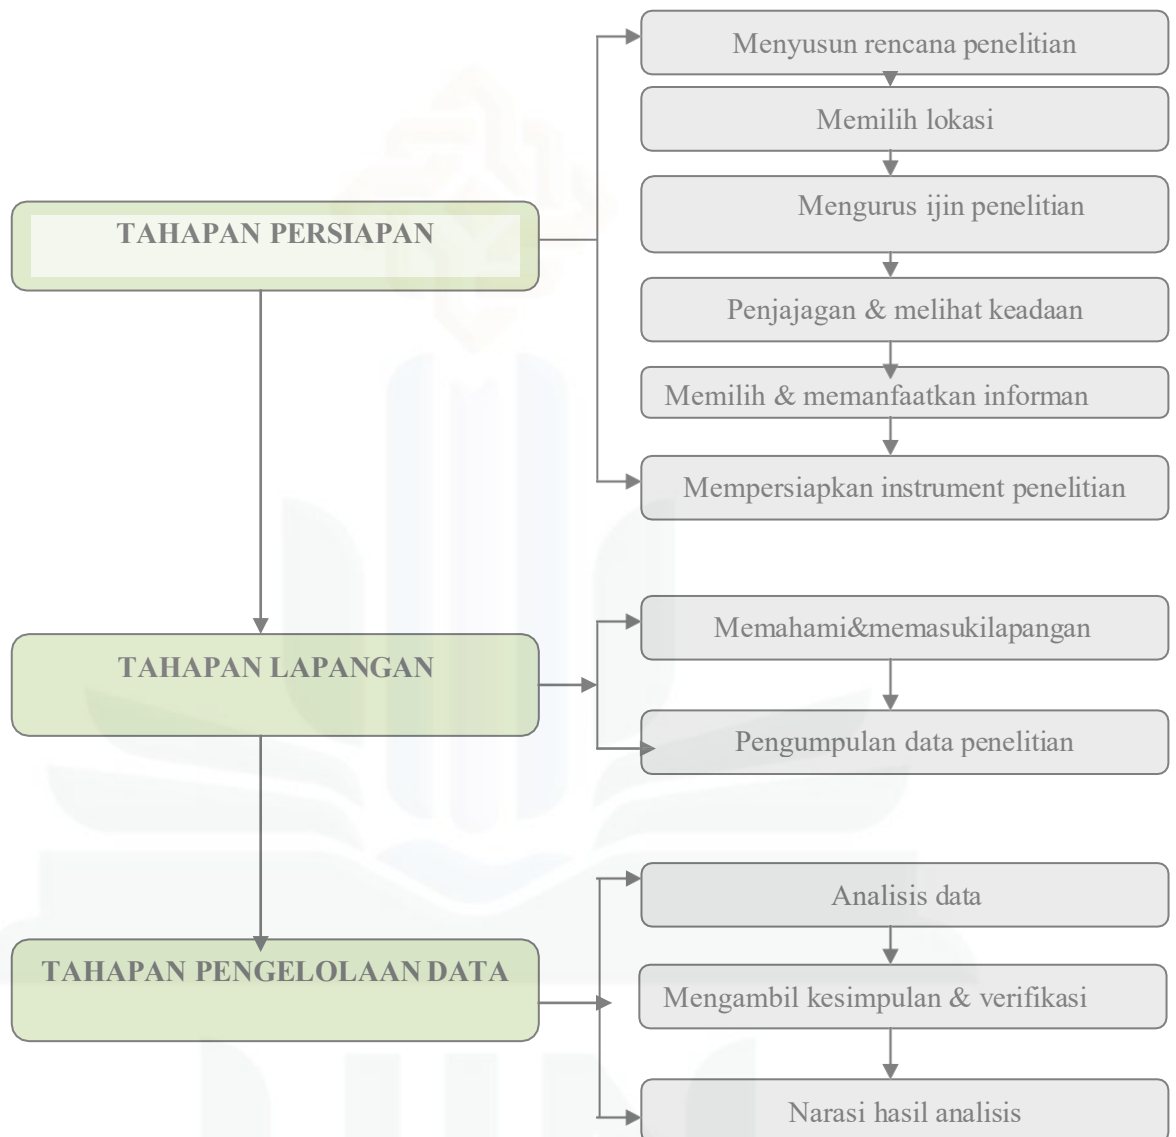 TAHAPAN PERSIAPAN
Menyusun rencana penelitian
Memilih lokasi
Mengurus ijin penelitian
Penjajagan & melihat keadaan
Memilih & memanfaatkan informan
Mempersiapkan instrument penelitian
TAHAPAN LAPANGAN
Memahami&memasukilapangan
Pengumpulan data penelitian
TAHAPAN PENGELOLAAN DATA
Analisis data
Mengambil kesimpulan & verifikasi
Narasi hasil analisis